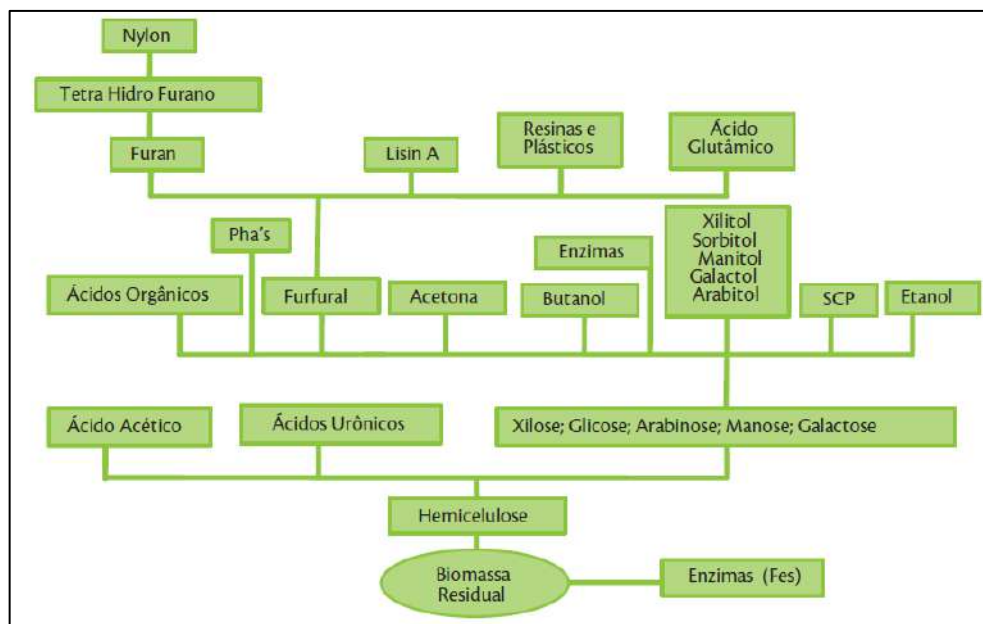 Nylon
Tetra Hidro Furano
Furan
Lisin A
Resinas e
Plásticos
Ácido
Glutâmico
Pha's
Enzimas
Xilitol
Sorbitol
Manitol
Galactol
Arabitol
Ácidos Orgânicos
Furfural
Acetona
Butanol
SCP
Etanol
Ácido Acético
Ácidos Urônicos
Xilose; Glicose; Arabinose; Manose; Galactose
Hemicelulose
Biomassa
Residual
Enzimas (Fes)